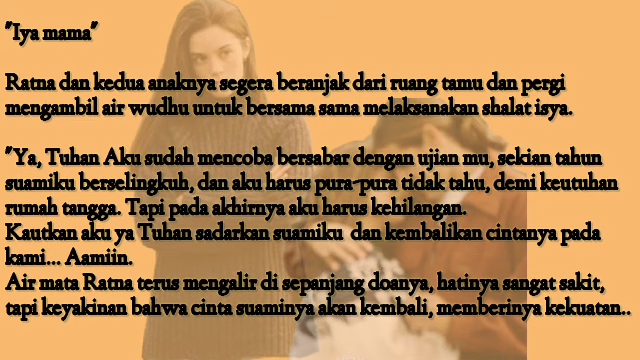 "Iya mama"
Ratna dan kedua anaknya segera beranjak dari ruang tamu dan pergi
mengambil air wudhu untuk bersama sama melaksanakan shalat isya.
"Ya, Tuhan Aku sudah mencoba bersabar dengan ujian mu, sekian tahun
suamiku berselingkuh, dan aku harus pura-pura tidak tahu, demi keutuhan
rumah tangga. Tapi pada akhirnya aku harus kehilangan.
Kautkan aku ya Tuhan sadarkan suamiku dan kembalikan cintanya pada
kami... Aamiin.
Air mata Ratna terus mengalir di sepanjang doanya, hatinya sangat sakit,
tapi keyakinan bahwa cinta suaminya akan kembali, memberinya kekuatan..